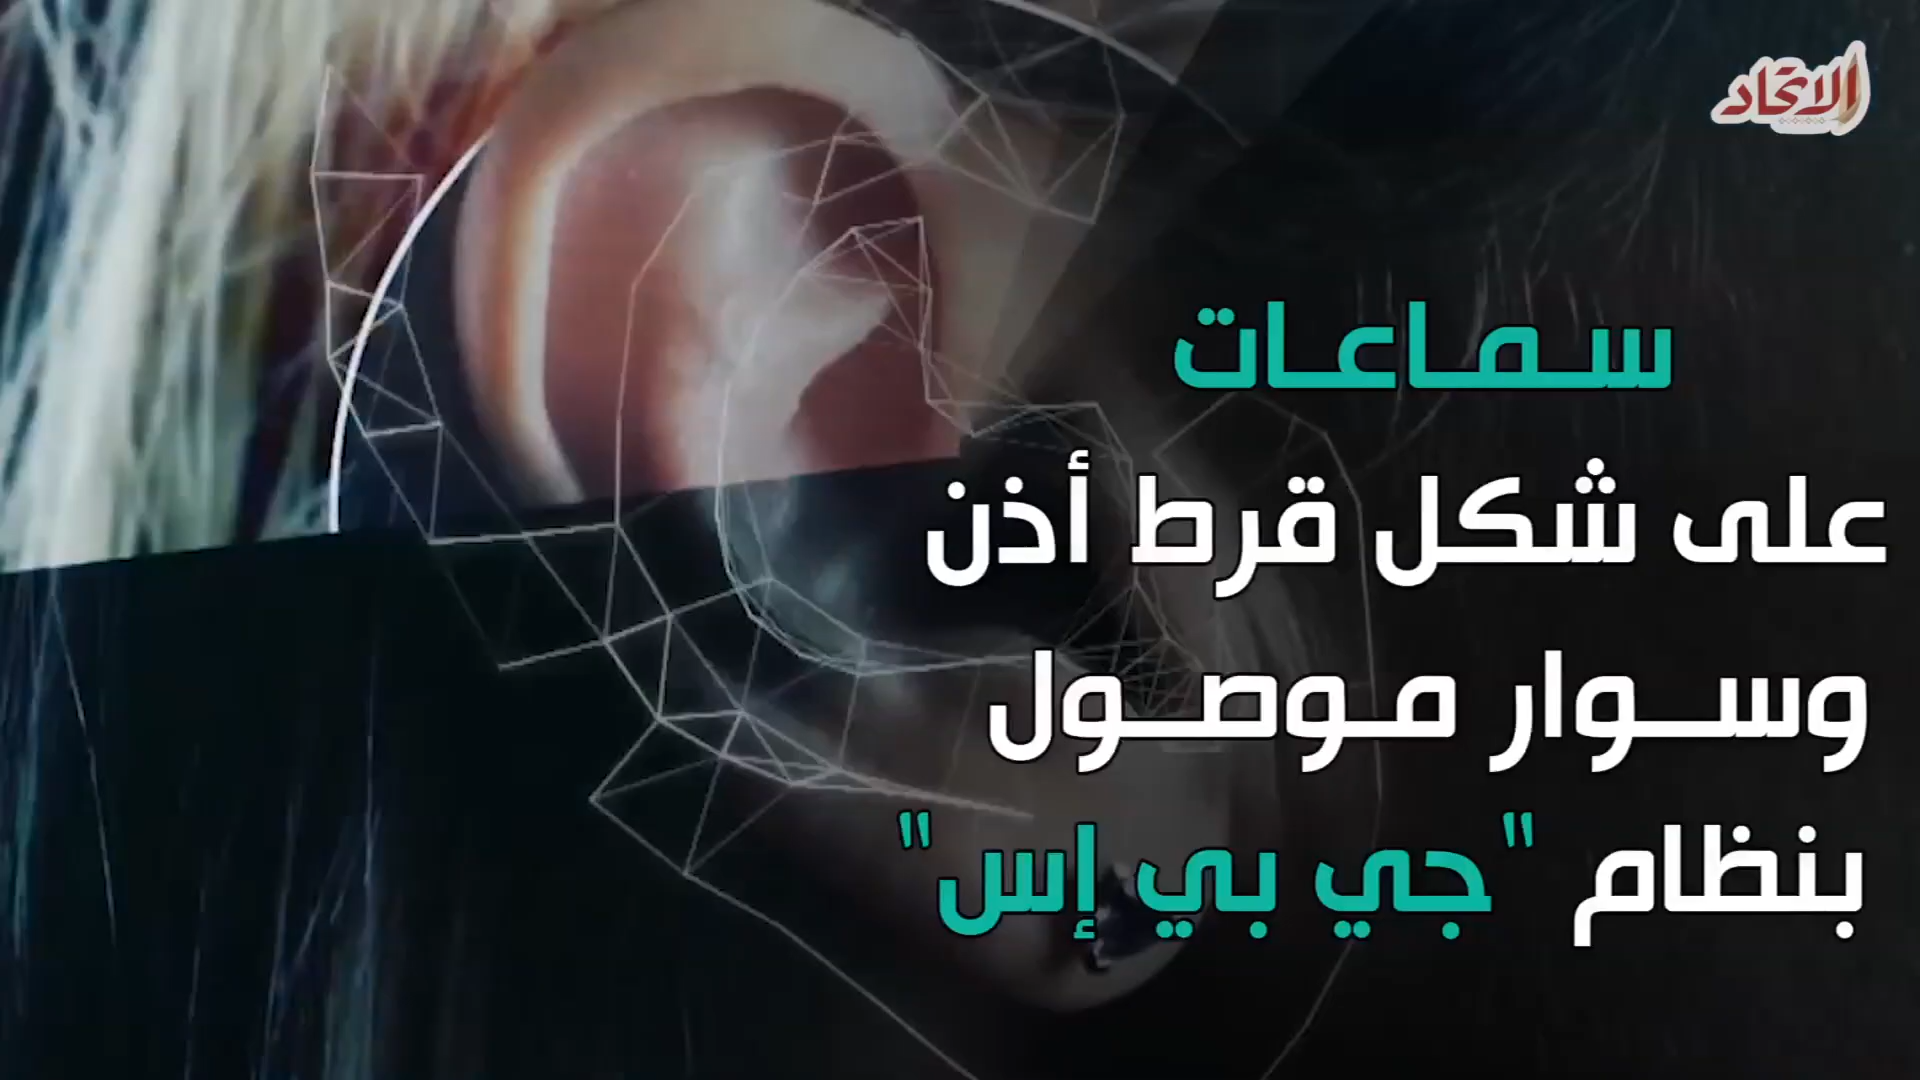 الاتحاد
سماعات
على شكل قرط أذن
وسوار موصول
بنظام "جي بي إس"